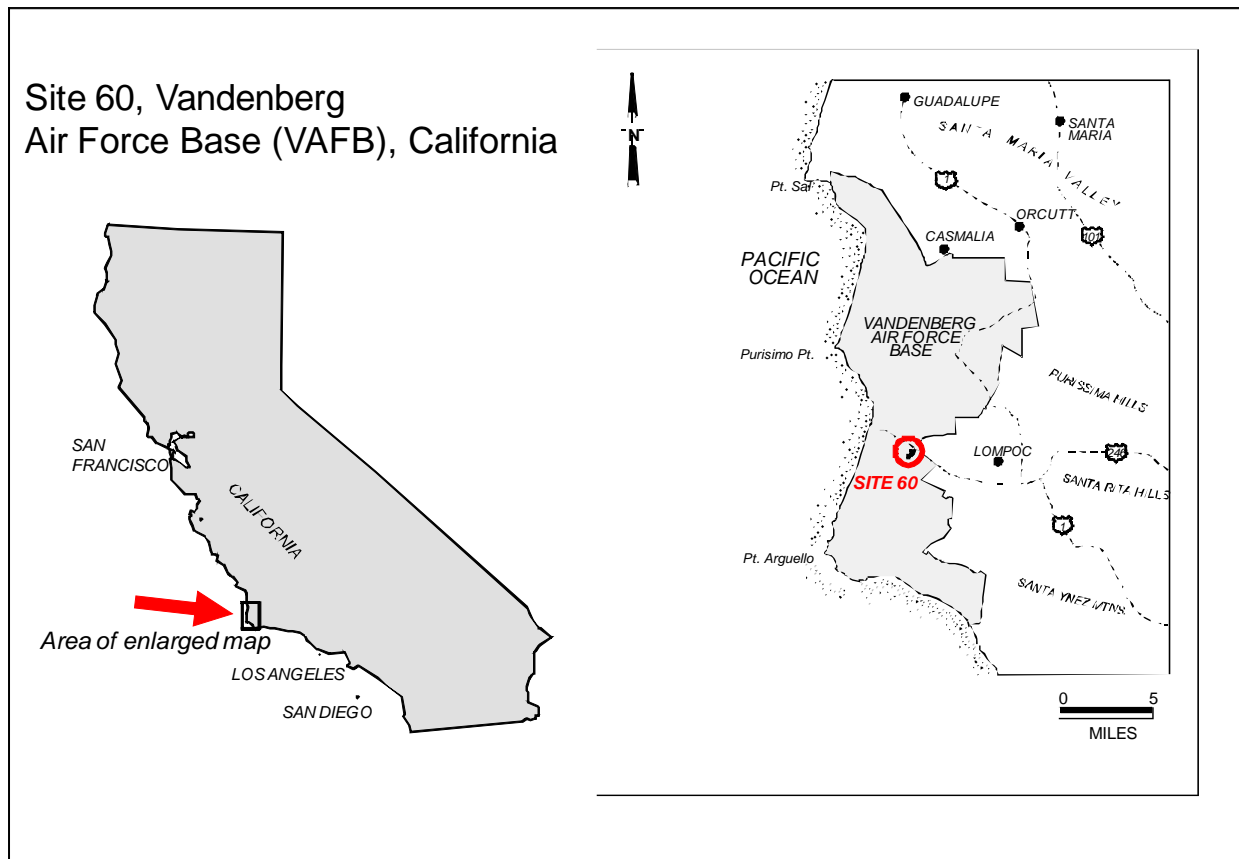 Site 60, Vandenberg
Air Force Base (VAFB), California
SAN
FRANCISCO
CALIFORNIA
Area of enlarged map
LOS ANGELES
SAN DIEGO
N
GUADALUPE
SANTA
MARIA
SANTA MARIA VALLEY
Pt. Sal
1
ORCUTT
CASMALIA
101
PACIFIC
OCEAN
VANDENBERG
AIR FORCE
BASE
Purisimo Pt.
PURISSIMA HILLS
LOMPOC
246
SITE 60
SANTA RITA HILLS
1
Pt. Arguello
SANTA YNEZ MTNS
0 5
MILES